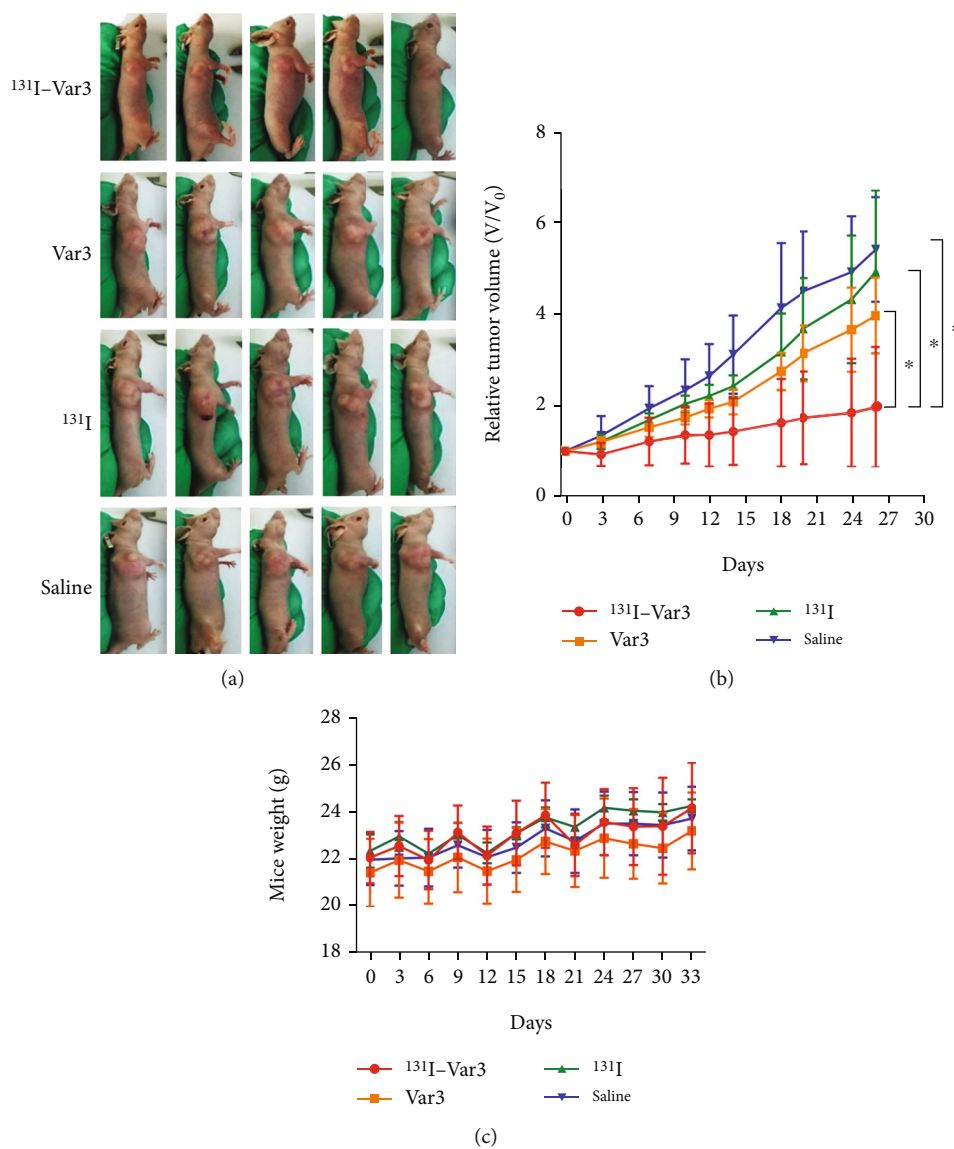 ¹³¹I–Var3
Var3
¹³¹I
Saline
(a)
Relative tumor volume (V/V₀)
8
6
4
2
0
0 3 6 9 12 15 18 21 24 27 30
Days
*
*
¹³¹I–Var3
¹³¹I
Var3
Saline
(b)
Mice weight (g)
28
26
24
22
20
18
0 3 6 9 12 15 18 21 24 27 30 33
Days
¹³¹I–Var3
¹³¹I
Var3
Saline
(c)